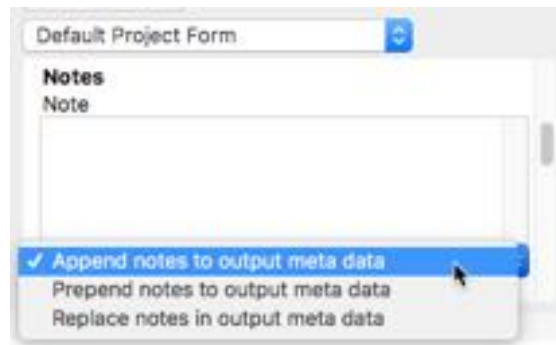 Default Project Form
Notes
Note
✓ Append notes to output meta data
Prepend notes to output meta data
Replace notes in output meta data